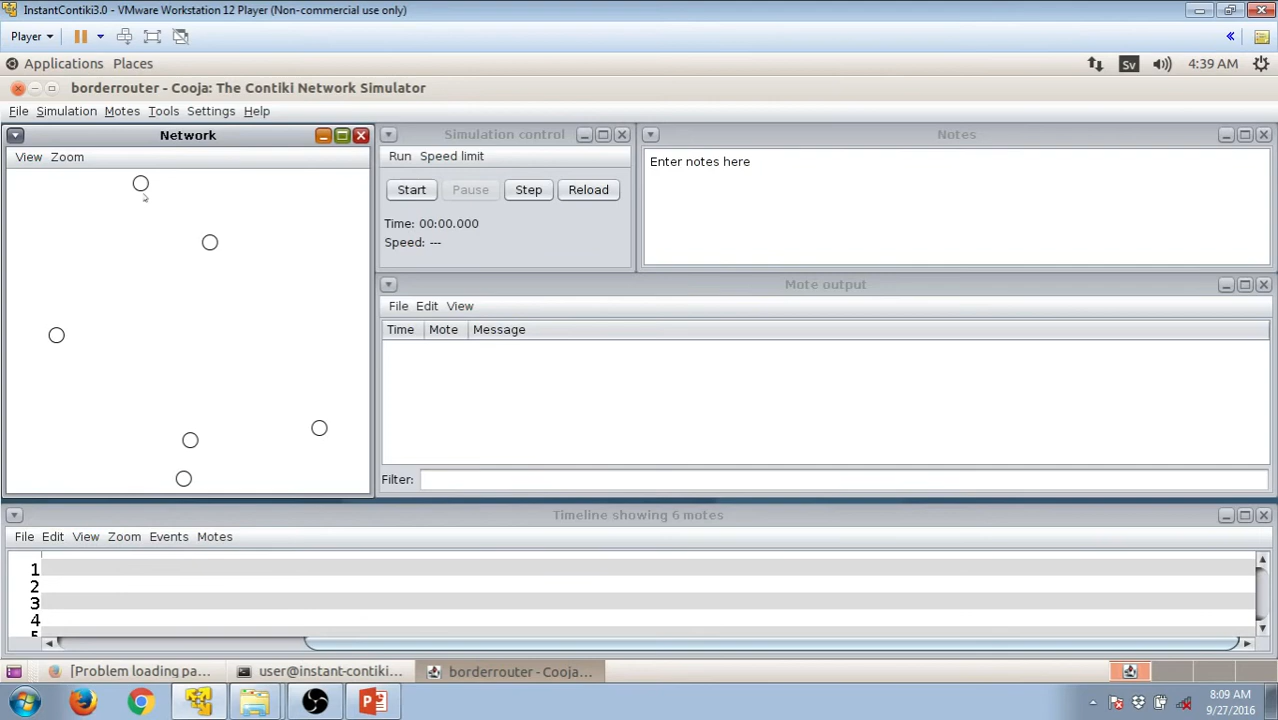 InstantContiki3.0 - VMware Workstation 12 Player (Non-commercial use only)
Player
Applications Places
Sv
4:39 AM
borderrouter - Cooja: The Contiki Network Simulator
File Simulation Motes Tools Settings Help
Network
View Zoom
Simulation control
Run Speed limit
Start Pause Step Reload
Time: 00:00.000
Speed: ---
Notes
Enter notes here
Mote output
File Edit View
Time Mote Message
Filter:
Timeline showing 6 motes
File Edit View Zoom Events Motes
1
2
3
4
5
[Problem loading pa...
user@instant-contiki...
borderrouter - Cooja...
8:09 AM
9/27/2016